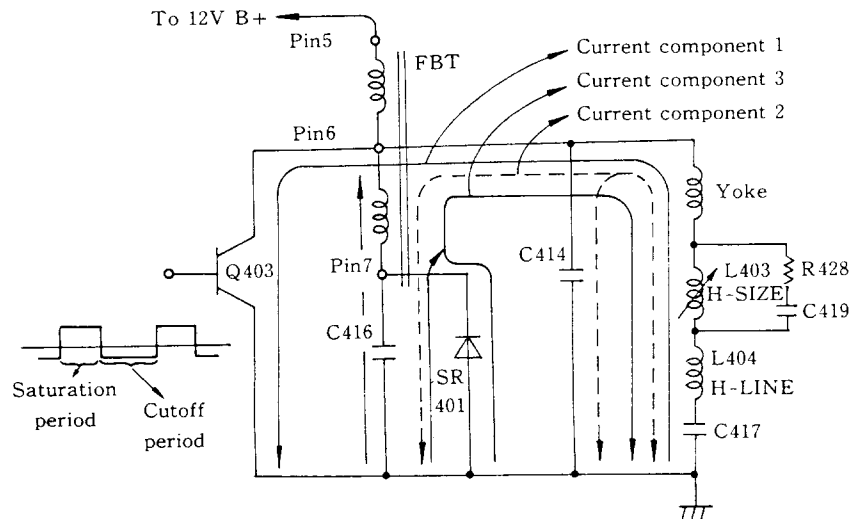 To 12V B+
Pin5
FBT
Current component 1
Current component 3
Current component 2
Pin6
Yoke
Q403
Pin7
C414
L403
H-SIZE
R428
C419
C416
L404
H-LINE
SR
401
C417
Saturation
period
Cutoff
period